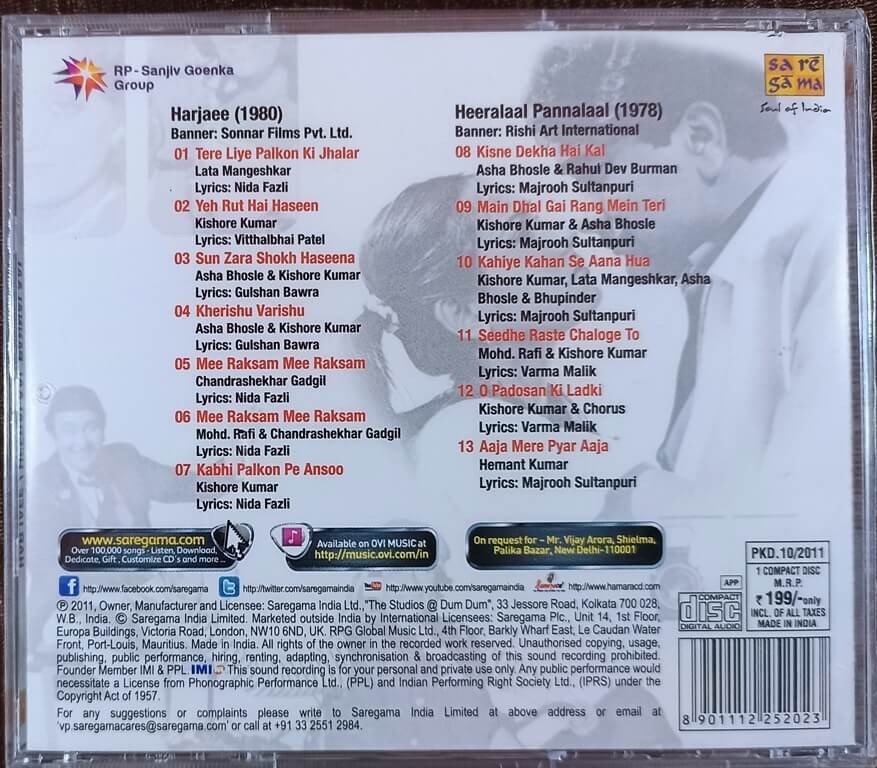 RP - Sanjiv Goenka
Group
sa rē
gā ma
Soul of India
Harjaee (1980)
Banner: Sonnar Films Pvt. Ltd.
01 Tere Liye Palkon Ki Jhalar
Lata Mangeshkar
Lyrics: Nida Fazli
02 Yeh Rut Hai Haseen
Kishore Kumar
Lyrics: Vitthalbhai Patel
03 Sun Zara Shokh Haseena
Asha Bhosle & Kishore Kumar
Lyrics: Gulshan Bawra
04 Kherishu Varishu
Asha Bhosle & Kishore Kumar
Lyrics: Gulshan Bawra
05 Mee Raksam Mee Raksam
Chandrashekhar Gadgil
Lyrics: Nida Fazli
06 Mee Raksam Mee Raksam
Mohd. Rafi & Chandrashekhar Gadgil
Lyrics: Nida Fazli
07 Kabhi Palkon Pe Ansoo
Kishore Kumar
Lyrics: Nida Fazli
Heeralaal Pannalaal (1978)
Banner: Rishi Art International
08 Kisne Dekha Hai Kal
Asha Bhosle & Rahul Dev Burman
Lyrics: Majrooh Sultanpuri
09 Main Dhal Gai Rang Mein Teri
Kishore Kumar & Asha Bhosle
Lyrics: Majrooh Sultanpuri
10 Kahiye Kahan Se Aana Hua
Kishore Kumar, Lata Mangeshkar, Asha
Bhosle & Bhupinder
Lyrics: Majrooh Sultanpuri
11 Seedhe Raste Chaloge To
Mohd. Rafi & Kishore Kumar
Lyrics: Varma Malik
12 O Padosan Ki Ladki
Kishore Kumar & Chorus
Lyrics: Varma Malik
13 Aaja Mere Pyar Aaja
Hemant Kumar
Lyrics: Majrooh Sultanpuri
www.saregama.com
Over 100,000 songs - Listen, Download,
Dedicate, Gift , Customize CD's and more ...
Available on OVI MUSIC at
http://music.ovi.com/in
On request for – Mr. Vijay Arora, Shielma,
Palika Bazar, New Delhi-110001
http://www.facebook.com/saregama http://twitter.com/saregamaindia http://www.youtube.com/saregamaindia http://www.hamaracd.com
℗ 2011, Owner, Manufacturer and Licensee: Saregama India Ltd.,"The Studios @ Dum Dum", 33 Jessore Road, Kolkata 700 028,
W.B., India. © Saregama India Limited. Marketed outside India by International Licensees: Saregama Plc., Unit 14, 1st Floor,
Europa Buildings, Victoria Road, London, NW10 6ND, UK. RPG Global Music Ltd., 4th Floor, Barkly Wharf East, Le Caudan Water
Front, Port-Louis, Mauritius. Made in India. All rights of the owner in the recorded work reserved. Unauthorised copying, usage,
publishing, public performance, hiring, renting, adapting, synchronisation & broadcasting of this sound recording prohibited.
Founder Member IMI & PPL. IMI This sound recording is for your personal and private use only. Any public performance would
necessitate a License from Phonographic Performance Ltd., (PPL) and Indian Performing Right Society Ltd., (IPRS) under the
Copyright Act of 1957.
For any suggestions or complaints please write to Saregama India Limited at above address or email at
'vp.saregamacares@saregama.com' or call at +91 33 2551 2984.
APP
COMPACT
disc
DIGITAL AUDIO
PKD.10/2011
1 COMPACT DISC
M.R.P.
₹ 199/-only
INCL. OF ALL TAXES
MADE IN INDIA
8 901112 252023